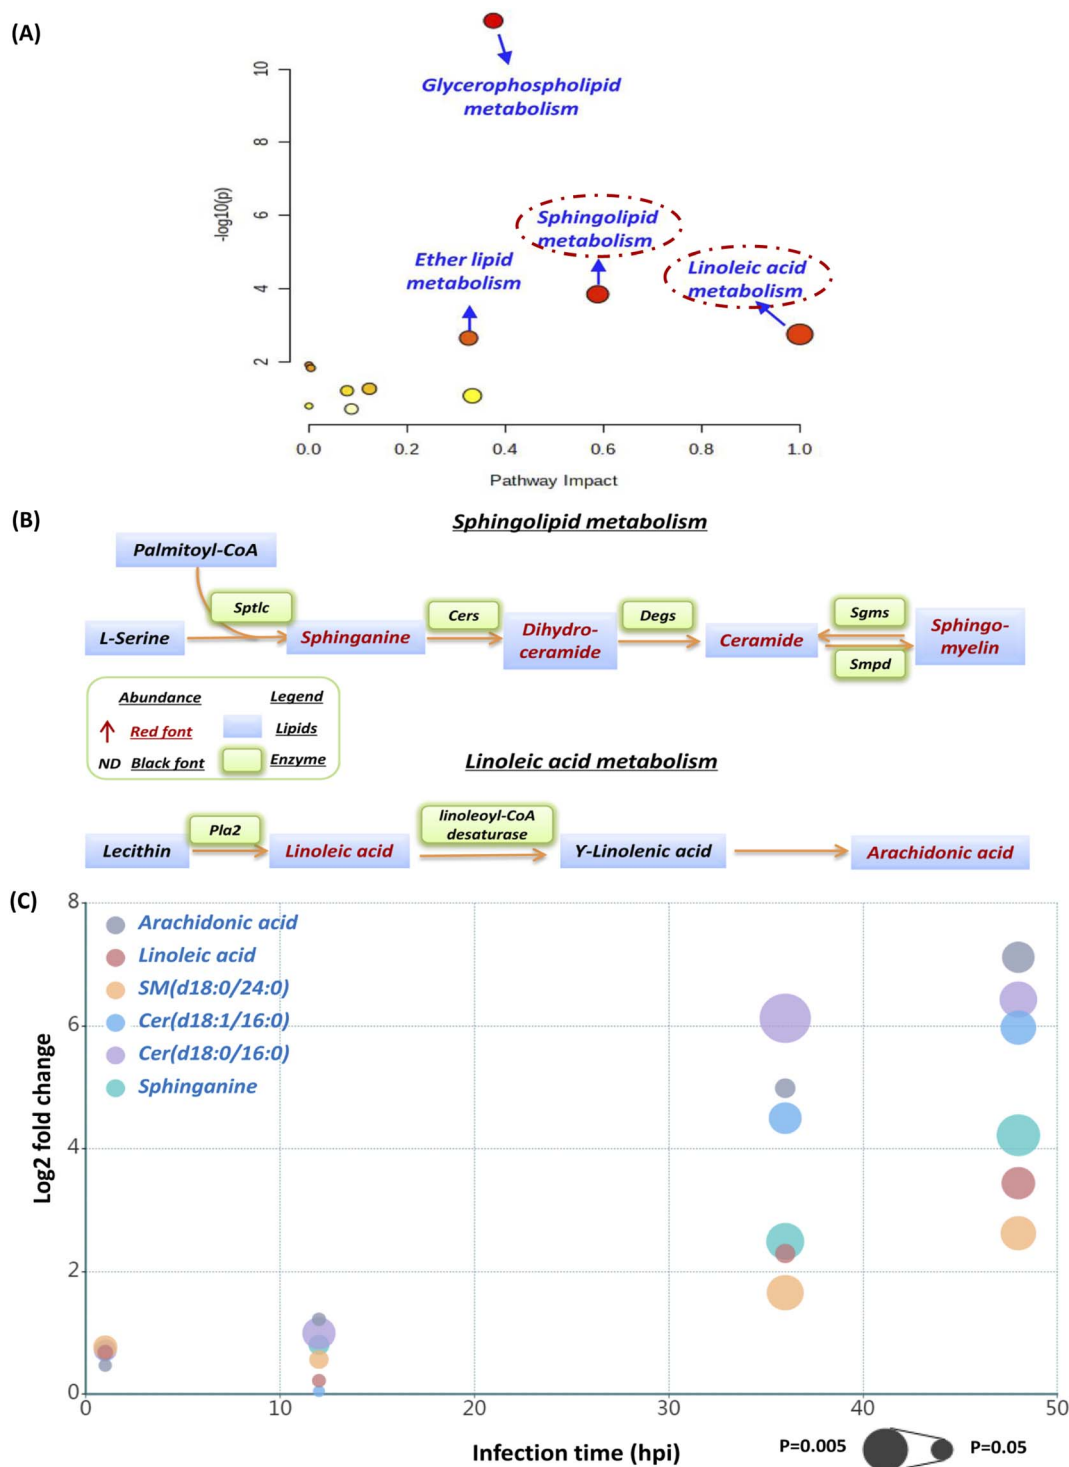 (A)
10
8
6
4
2
-log10(p)
Glycerophospholipid
metabolism
Sphingolipid
metabolism
Ether lipid
metabolism
Linoleic acid
metabolism
0.0 0.2 0.4 0.6 0.8 1.0
Pathway Impact
(B)
Sphingolipid metabolism
Palmitoyl-CoA
Sptlc
Cers
Degs
Sgms
L-Serine
Sphinganine
Dihydro-
ceramide
Ceramide
Sphingo-
myelin
Smpd
Abundance Legend
Red font Lipids
ND Black font Enzyme
Linoleic acid metabolism
Pla2
linoleoyl-CoA
desaturase
Lecithin
Linoleic acid
Y-Linolenic acid
Arachidonic acid
(C)
8
6
4
2
0
Log2 fold change
Arachidonic acid
Linoleic acid
SM(d18:0/24:0)
Cer(d18:1/16:0)
Cer(d18:0/16:0)
Sphinganine
0 10 20 30 40 50
Infection time (hpi)
P=0.005 P=0.05